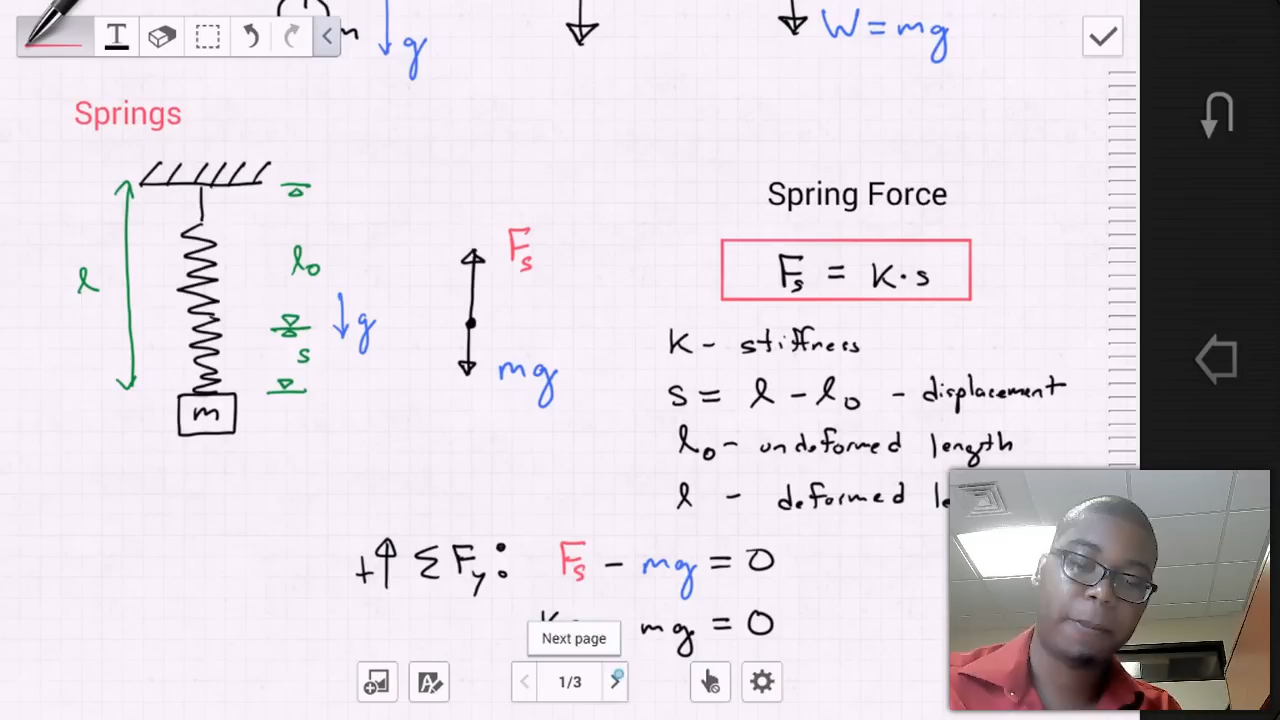 T
m
g
W = mg
Springs
Spring Force
l
l₀
s
g
m
Fₛ
mg
Fₛ = K·s
K - stiffness
s = l - l₀ - displacement
l₀ - undeformed length
l - deformed
+↑ ΣF_y: Fₛ - mg = 0
mg = 0
Next page
1/3